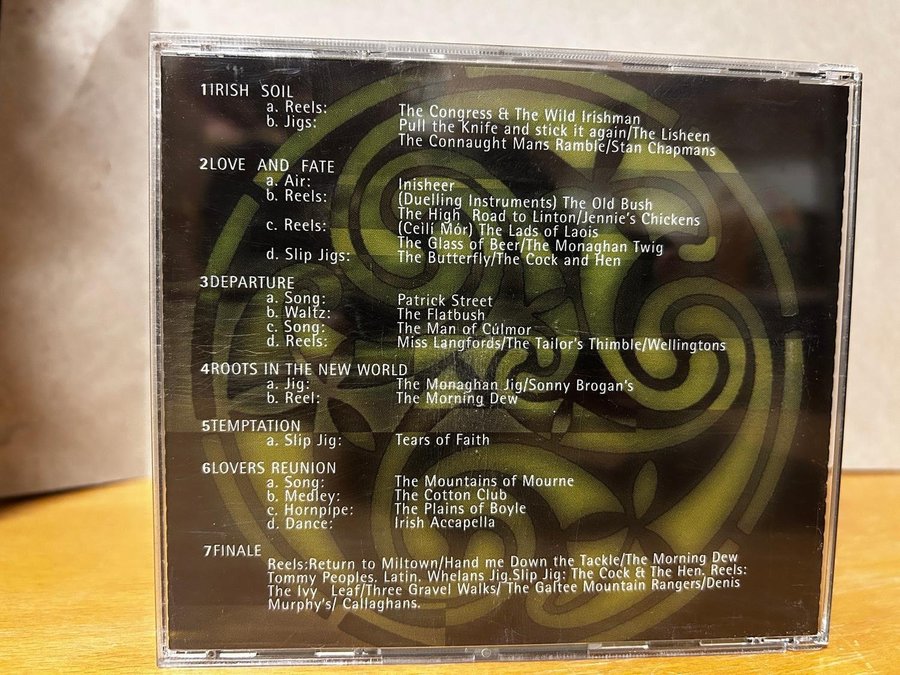 1IRISH SOIL
a. Reels: The Congress & The Wild Irishman
b. Jigs: Pull the Knife and stick it again/The Lisheen
The Connaught Mans Ramble/Stan Chapmans
2LOVE AND FATE
a. Air: Inisheer
b. Reels: (Duelling Instruments) The Old Bush
The High Road to Linton/Jennie's Chickens
c. Reels: (Ceilí Mór) The Lads of Laois
The Glass of Beer/The Monaghan Twig
d. Slip Jigs: The Butterfly/The Cock and Hen
3DEPARTURE
a. Song: Patrick Street
b. Waltz: The Flatbush
c. Song: The Man of Cúlmor
d. Reels: Miss Langfords/The Tailor's Thimble/Wellingtons
4ROOTS IN THE NEW WORLD
a. Jig: The Monaghan Jig/Sonny Brogan's
b. Reel: The Morning Dew
5TEMPTATION
a. Slip Jig: Tears of Faith
6LOVERS REUNION
a. Song: The Mountains of Mourne
b. Medley: The Cotton Club
c. Hornpipe: The Plains of Boyle
d. Dance: Irish Accapella
7FINALE
Reels:Return to Miltown/Hand me Down the Tackle/The Morning Dew
Tommy Peoples. Latin. Whelans Jig.Slip Jig: The Cock & The Hen. Reels:
The Ivy Leaf/Three Gravel Walks/ The Galtee Mountain Rangers/Denis
Murphy's/ Callaghans.